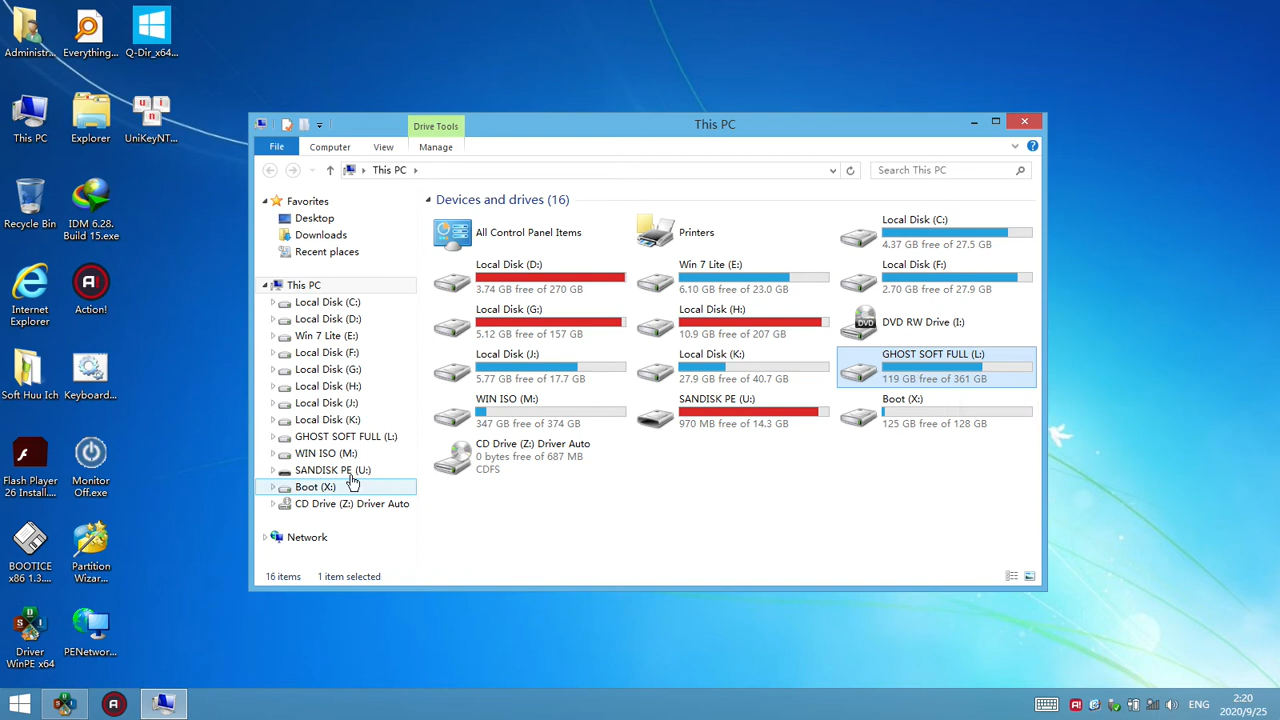 Administr...
Everything...
Q-Dir_x64...
This PC
Explorer
UniKeyNT...
Recycle Bin
IDM 6.28.
Build 15.exe
Internet
Explorer
Action!
Soft Huu Ich
Keyboard...
Flash Player
26 Install....
Monitor
Off.exe
BOOTICE
x86 1.3....
Partition
Wizar...
Driver
WinPE x64
PENetwor...
Drive Tools
This PC
File
Computer
View
Manage
This PC
Search This PC
Favorites
Desktop
Downloads
Recent places
This PC
Local Disk (C:)
Local Disk (D:)
Win 7 Lite (E:)
Local Disk (F:)
Local Disk (G:)
Local Disk (H:)
Local Disk (J:)
Local Disk (K:)
GHOST SOFT FULL (L:)
WIN ISO (M:)
SANDISK PE (U:)
Boot (X:)
CD Drive (Z:) Driver Auto
Network
Devices and drives (16)
All Control Panel Items
Printers
Local Disk (C:)
4.37 GB free of 27.5 GB
Local Disk (D:)
3.74 GB free of 270 GB
Win 7 Lite (E:)
6.10 GB free of 23.0 GB
Local Disk (F:)
2.70 GB free of 27.9 GB
Local Disk (G:)
5.12 GB free of 157 GB
Local Disk (H:)
10.9 GB free of 207 GB
DVD RW Drive (I:)
Local Disk (J:)
5.77 GB free of 17.7 GB
Local Disk (K:)
27.9 GB free of 40.7 GB
GHOST SOFT FULL (L:)
119 GB free of 361 GB
WIN ISO (M:)
347 GB free of 374 GB
SANDISK PE (U:)
970 MB free of 14.3 GB
Boot (X:)
125 GB free of 128 GB
CD Drive (Z:) Driver Auto
0 bytes free of 687 MB
CDFS
16 items
1 item selected
ENG
2:20
2020/9/25